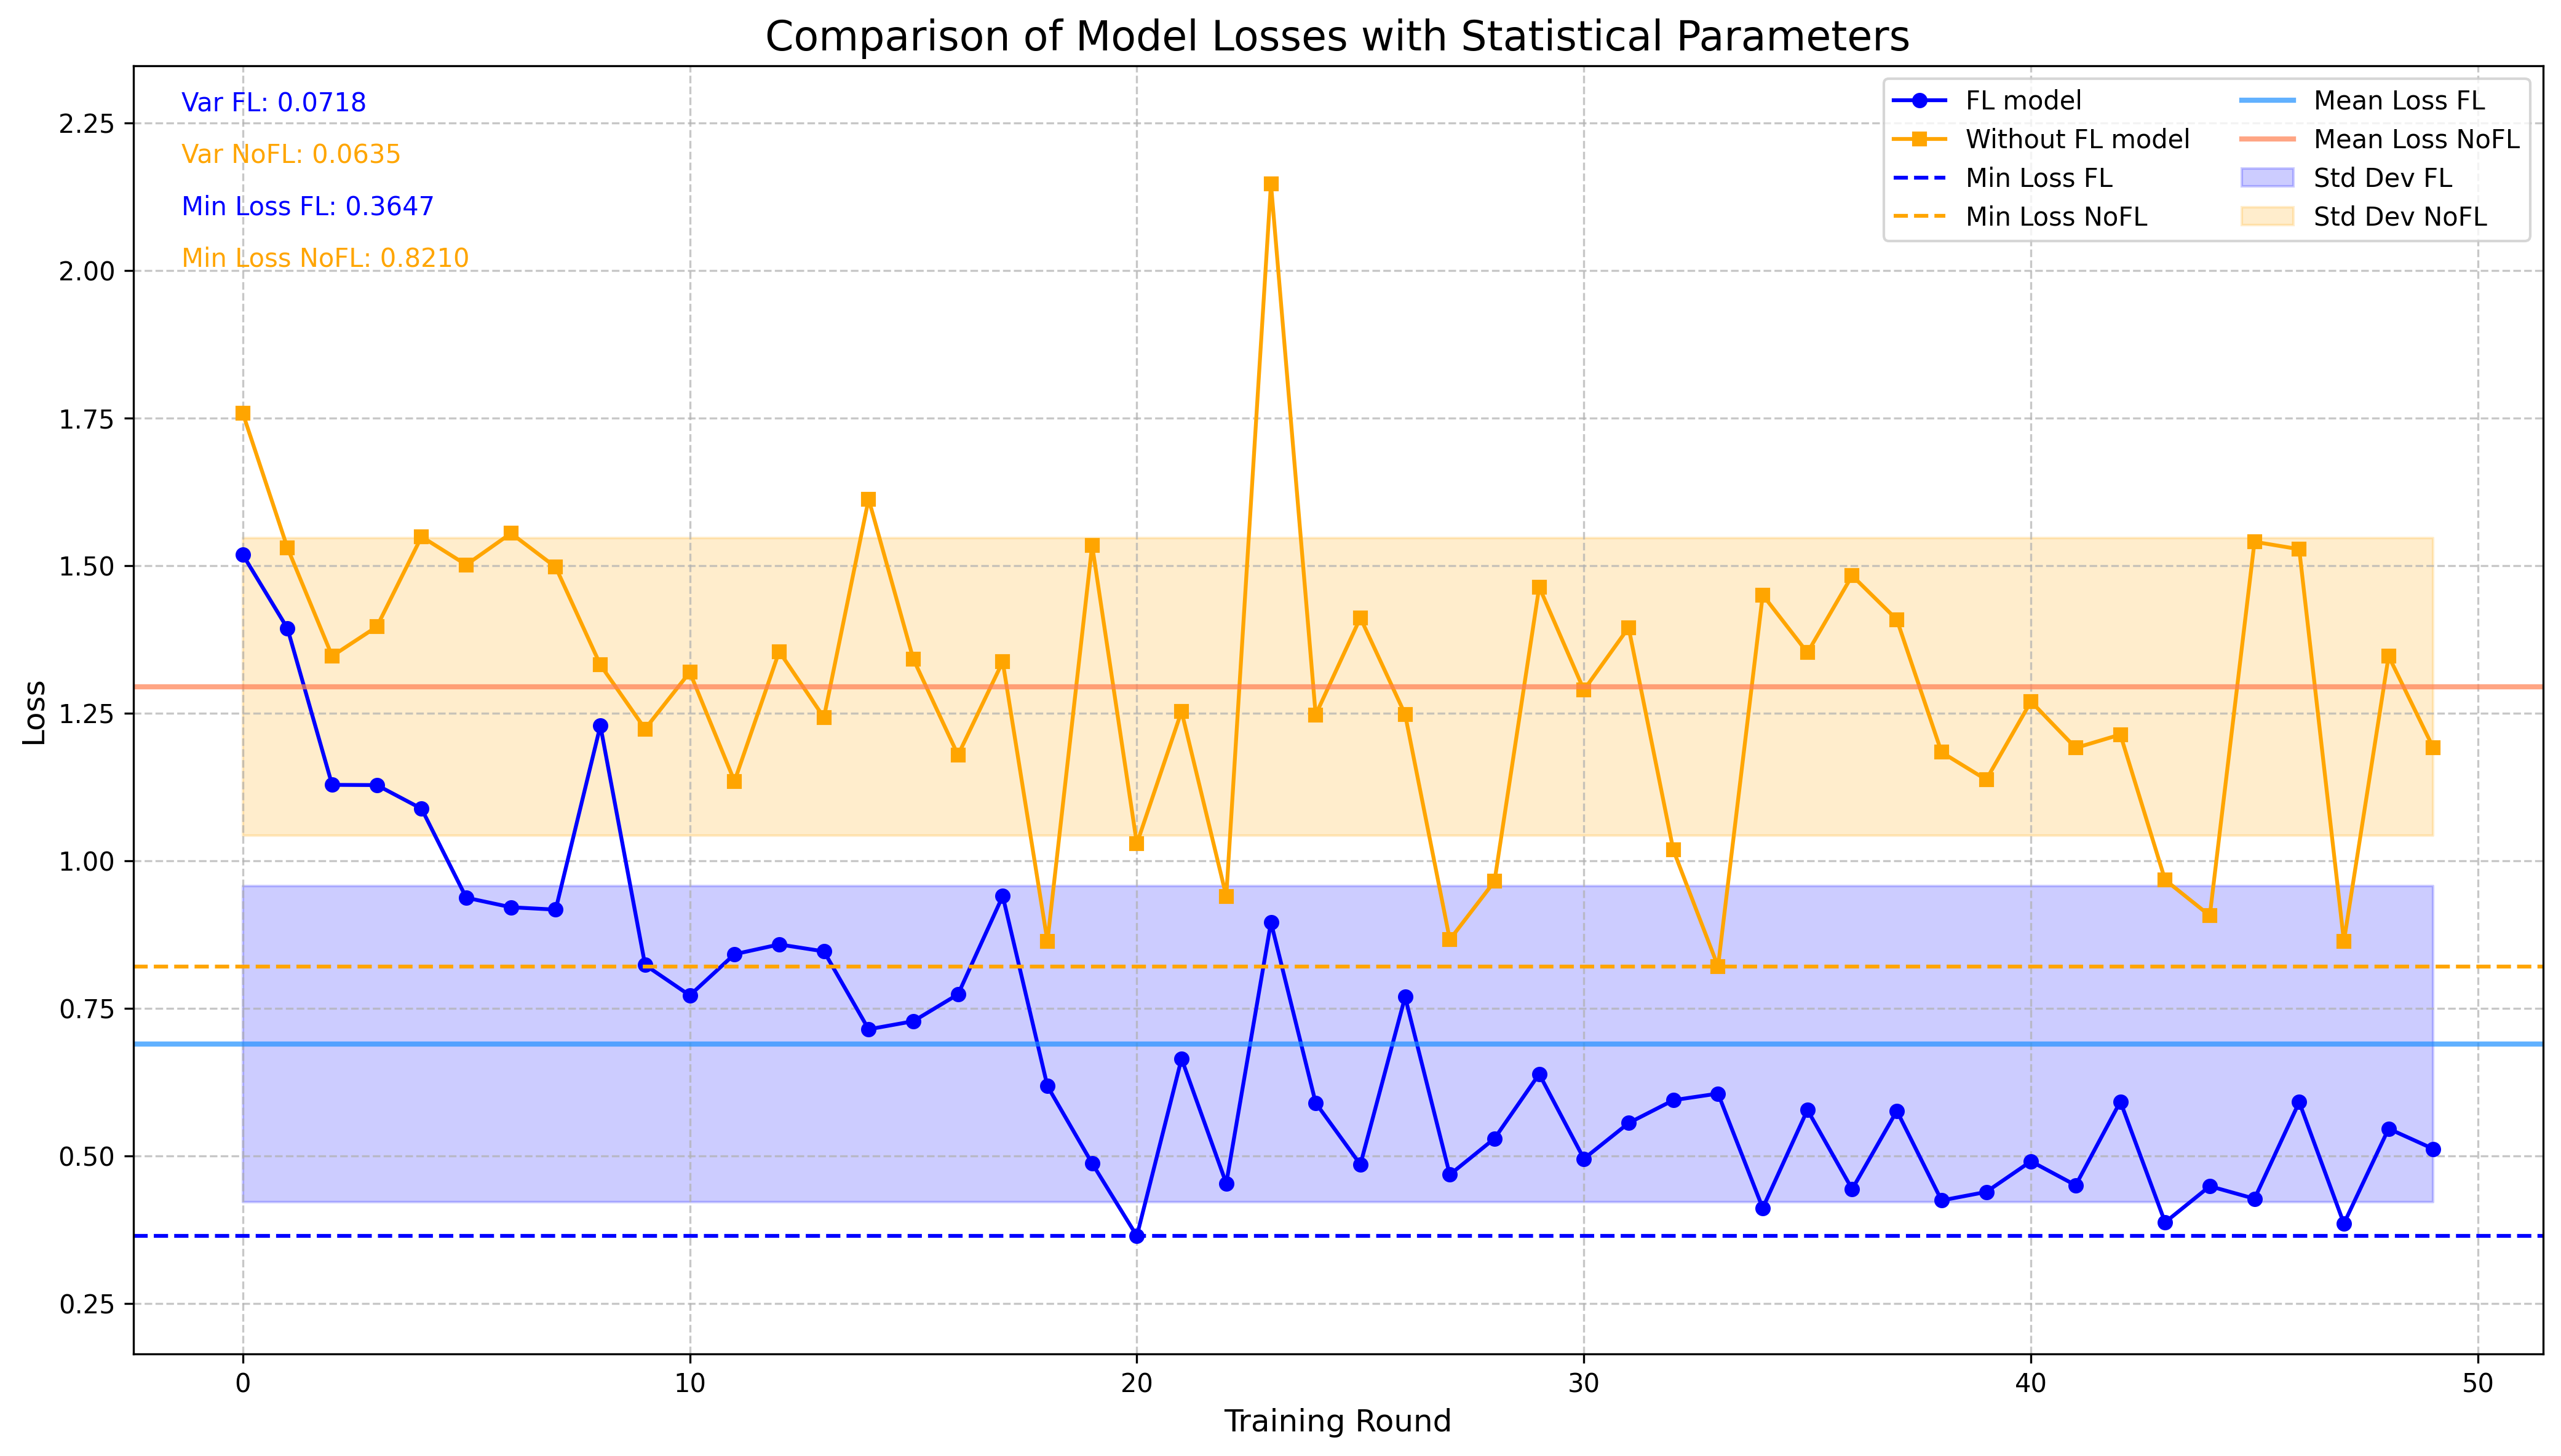 Comparison of Model Losses with Statistical Parameters
Var FL: 0.0718
Var NoFL: 0.0635
Min Loss FL: 0.3647
Min Loss NoFL: 0.8210
FL model
Without FL model
Min Loss FL
Min Loss NoFL
Mean Loss FL
Mean Loss NoFL
Std Dev FL
Std Dev NoFL
Loss
2.25
2.00
1.75
1.50
1.25
1.00
0.75
0.50
0.25
0 10 20 30 40 50
Training Round